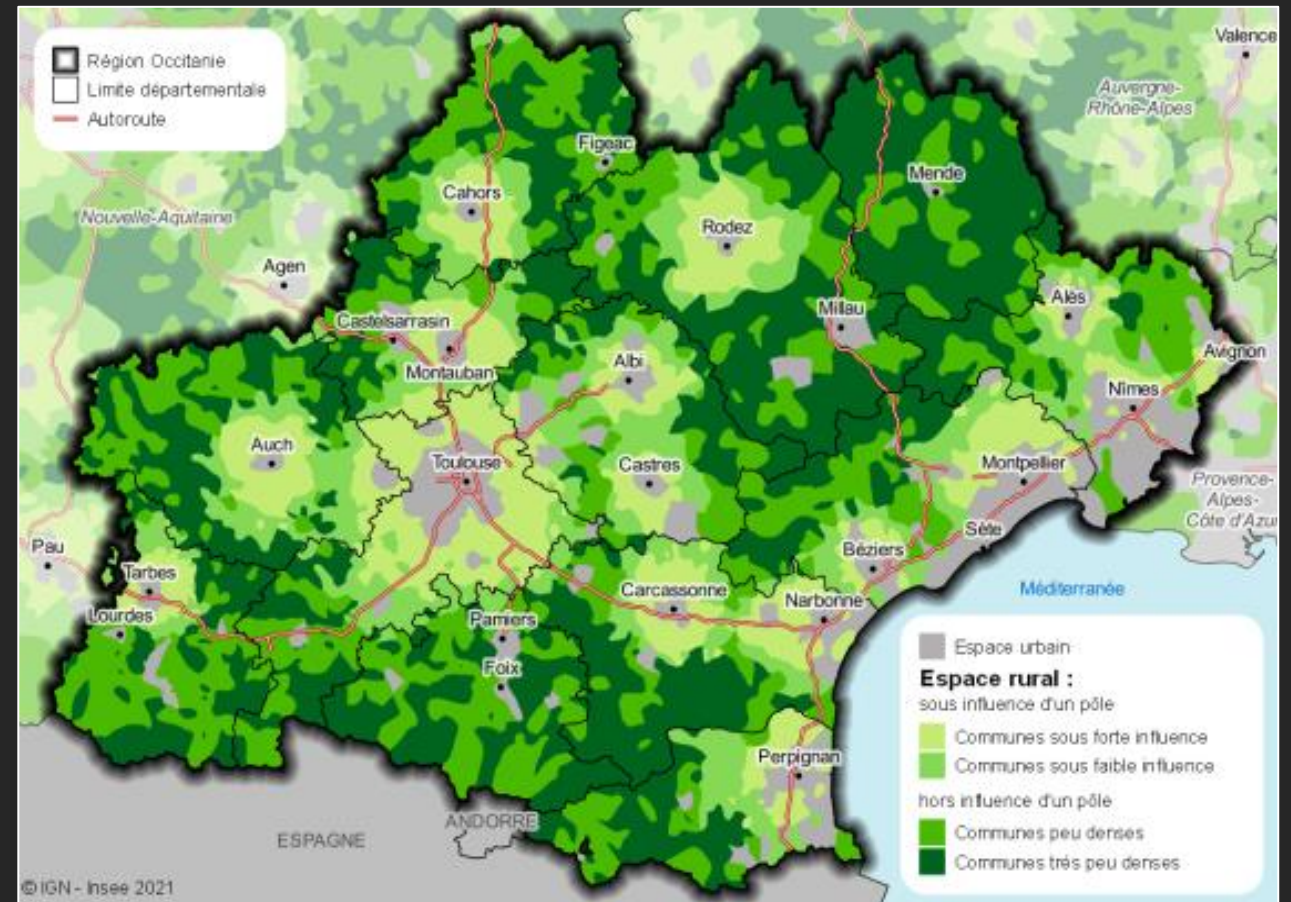 Région Occitanie
Limite départementale
Autoroute
Valence
Auvergne-
Rhône-Alpes
Figeac
Mende
Cahors
Rodez
Nouvelle-Aquitaine
Agen
Alès
Millau
Castelsarrasin
Avignon
Albi
Montauban
Nîmes
Auch
Toulouse
Castres
Montpellier
Provence-
Alpes-
Côte d'Azur
Sète
Béziers
Pau
Tarbes
Carcassonne
Narbonne
Méditerranée
Lourdes
Pamiers
Foix
Espace urbain
Espace rural :
sous influence d'un pôle
Communes sous forte influence
Communes sous faible influence
hors influence d'un pôle
Communes peu denses
Communes trés peu denses
Perpignan
ANDORRE
ESPAGNE
© IGN - Insee 2021